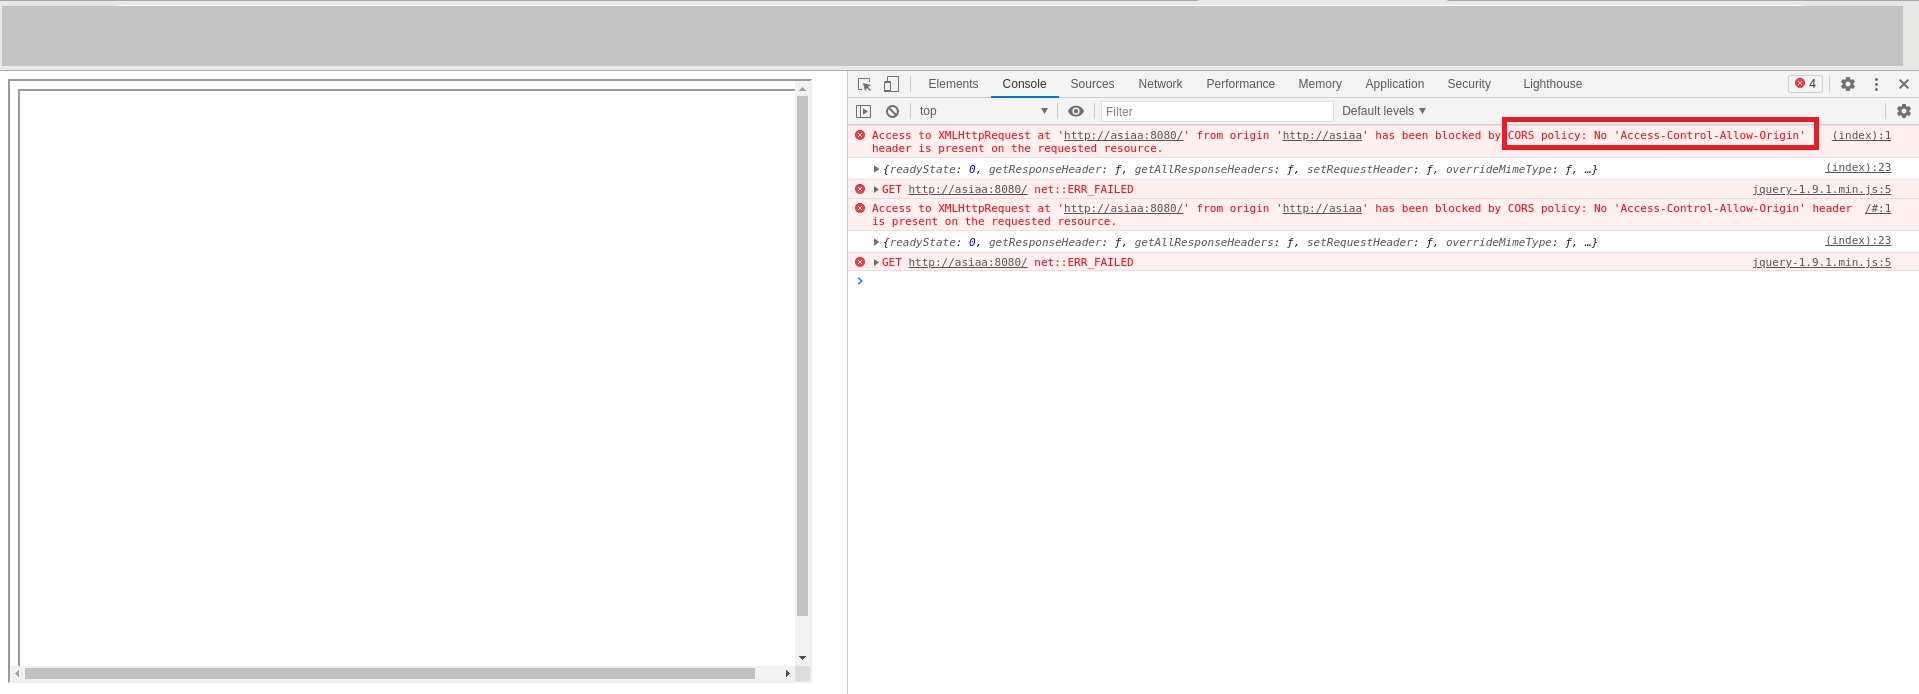 Elements Console Sources Network Performance Memory Application Security Lighthouse 4
top Filter Default levels
Access to XMLHttpRequest at 'http://asiaa:8080/' from origin 'http://asiaa' has been blocked by CORS policy: No 'Access-Control-Allow-Origin' (index):1
header is present on the requested resource.
{readyState: 0, getResponseHeader: ƒ, getAllResponseHeaders: ƒ, setRequestHeader: ƒ, overrideMimeType: ƒ, …} (index):23
GET http://asiaa:8080/ net::ERR_FAILED jquery-1.9.1.min.js:5
Access to XMLHttpRequest at 'http://asiaa:8080/' from origin 'http://asiaa' has been blocked by CORS policy: No 'Access-Control-Allow-Origin' header /#:1
is present on the requested resource.
{readyState: 0, getResponseHeader: ƒ, getAllResponseHeaders: ƒ, setRequestHeader: ƒ, overrideMimeType: ƒ, …} (index):23
GET http://asiaa:8080/ net::ERR_FAILED jquery-1.9.1.min.js:5